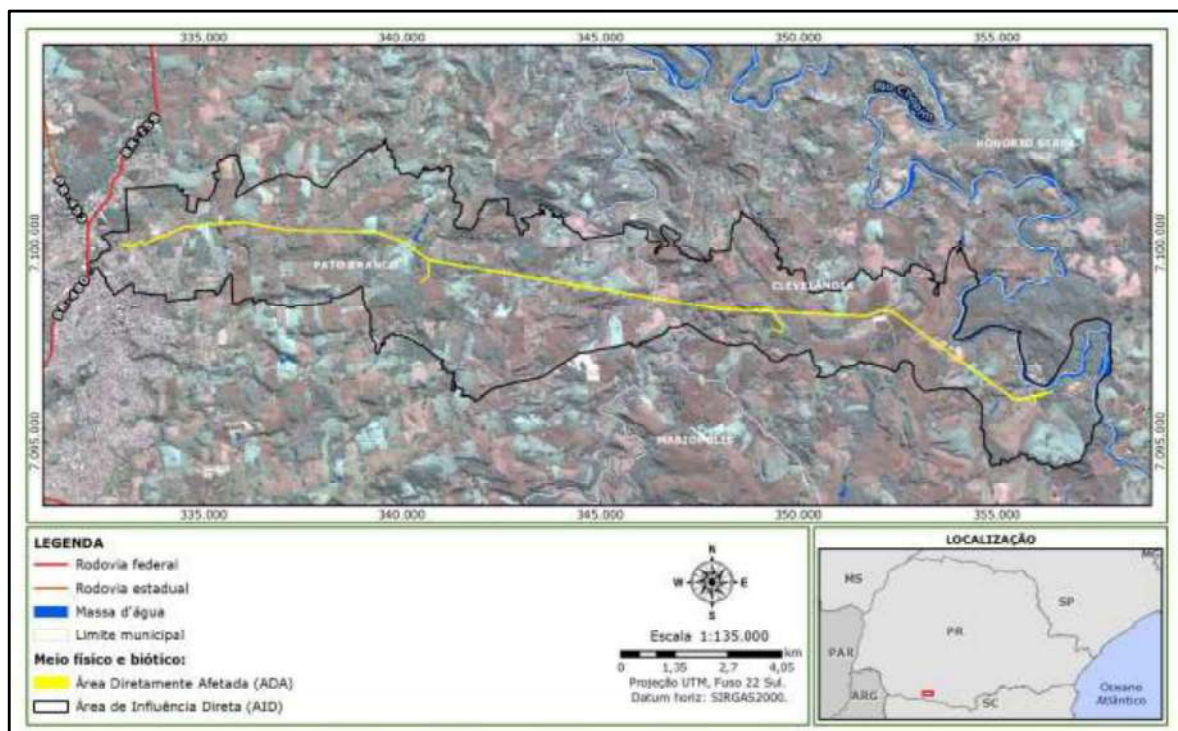 335.000 340.000 345.000 350.000 355.000
Rio Chopim
HONÓRIO SERPA
7.100.000
7.100.000
PATO BRANCO
CLEVELÂNDIA
MARIÓPOLIS
7.095.000
7.095.000
335.000 340.000 345.000 350.000 355.000
LEGENDA
Rodovia federal
Rodovia estadual
Massa d'água
Limite municipal
Meio físico e biótico:
Área Diretamente Afetada (ADA)
Área de Influência Direta (AID)
N
W E
S
Escala 1:135.000
km
0 1,35 2,7 4,05
Projeção UTM, Fuso 22 Sul.
Datum horiz: SIRGAS2000.
LOCALIZAÇÃO
MS
MG
SP
PR
PAR
ARG
SC
Oceano
Atlântico